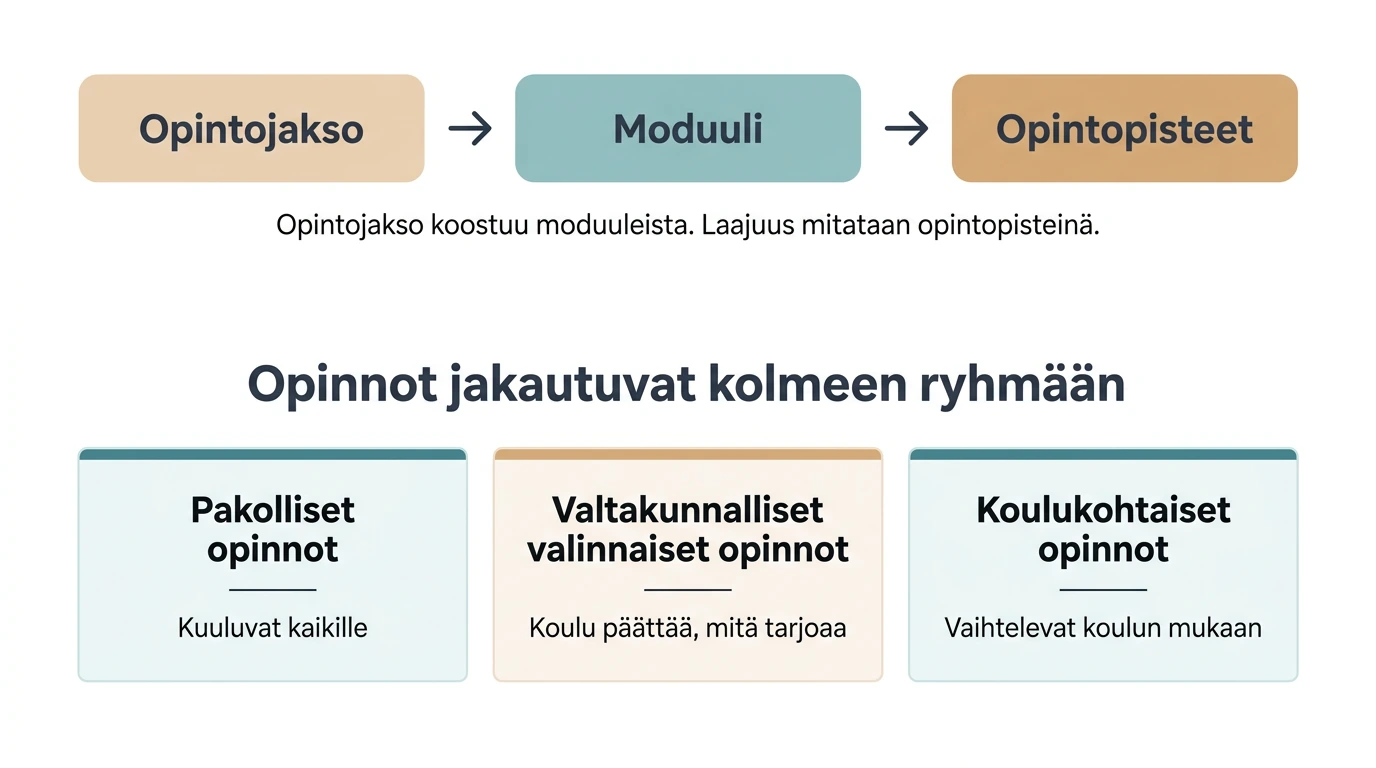 Opintojakso → Moduuli → Opintopisteet
Opintojakso koostuu moduuleista. Laajuus mitataan opintopisteinä.
Opinnot jakautuvat kolmeen ryhmään
Pakolliset
opinnot
Kuuluvat kaikille
Valtakunnalliset
valinnaiset opinnot
Koulu päättää, mitä tarjoaa
Koulukohtaiset
opinnot
Vaihtelevat koulun mukaan